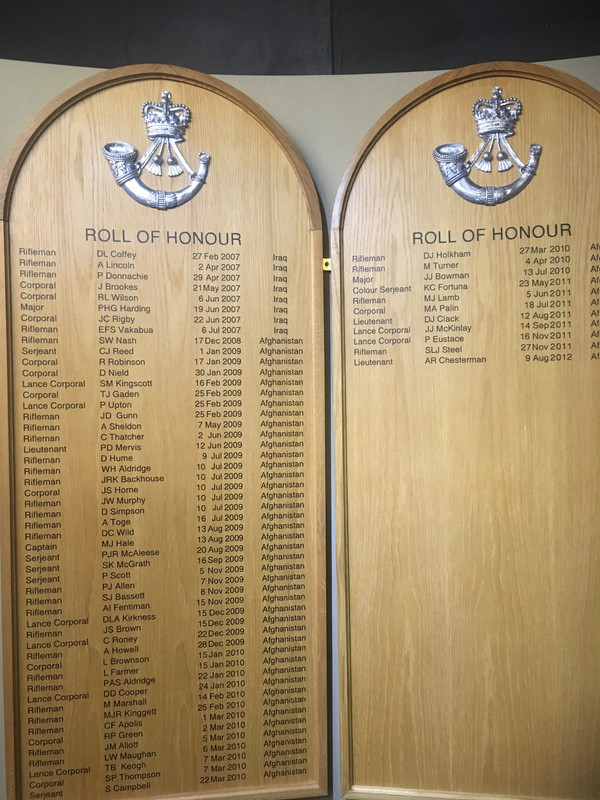 ROLL OF HONOUR
Rifleman DL Coffey 27 Feb 2007 Iraq
Rifleman A Lincoln 2 Apr 2007 Iraq
Rifleman P Donnachie 29 Apr 2007 Iraq
Corporal J Brookes 21 May 2007 Iraq
Corporal RL Wilson 6 Jun 2007 Iraq
Major PHG Harding 19 Jun 2007 Iraq
Corporal JC Rigby 22 Jun 2007 Iraq
Rifleman EFS Vakabua 6 Jul 2007 Iraq
Rifleman SW Nash 17 Dec 2008 Afghanistan
Serjeant CJ Reed 1 Jan 2009 Afghanistan
Corporal R Robinson 17 Jan 2009 Afghanistan
Corporal D Nield 30 Jan 2009 Afghanistan
Lance Corporal SM Kingscott 16 Feb 2009 Afghanistan
Corporal TJ Gaden 25 Feb 2009 Afghanistan
Lance Corporal P Upton 25 Feb 2009 Afghanistan
Rifleman JD Gunn 25 Feb 2009 Afghanistan
Rifleman A Sheldon 7 May 2009 Afghanistan
Rifleman C Thatcher 2 Jun 2009 Afghanistan
Lieutenant PD Mervis 12 Jun 2009 Afghanistan
Rifleman D Hume 9 Jul 2009 Afghanistan
Rifleman WH Aldridge 10 Jul 2009 Afghanistan
Rifleman JRK Backhouse 10 Jul 2009 Afghanistan
Corporal JS Horne 10 Jul 2009 Afghanistan
Rifleman JW Murphy 10 Jul 2009 Afghanistan
Rifleman D Simpson 10 Jul 2009 Afghanistan
Rifleman A Toge 16 Jul 2009 Afghanistan
Rifleman DC Wild 13 Aug 2009 Afghanistan
Captain MJ Hale 13 Aug 2009 Afghanistan
Serjeant PJR McAleese 20 Aug 2009 Afghanistan
Serjeant SK McGrath 16 Sep 2009 Afghanistan
Serjeant P Scott 5 Nov 2009 Afghanistan
Rifleman PJ Allen 7 Nov 2009 Afghanistan
Rifleman SJ Bassett 8 Nov 2009 Afghanistan
Rifleman AI Fentiman 15 Nov 2009 Afghanistan
Lance Corporal DLA Kirkness 15 Dec 2009 Afghanistan
Rifleman JS Brown 15 Dec 2009 Afghanistan
Lance Corporal C Roney 22 Dec 2009 Afghanistan
Rifleman A Howell 28 Dec 2009 Afghanistan
Corporal L Brownson 15 Jan 2010 Afghanistan
Rifleman L Farmer 15 Jan 2010 Afghanistan
Rifleman PAS Aldridge 22 Jan 2010 Afghanistan
Lance Corporal DD Cooper 24 Jan 2010 Afghanistan
Rifleman M Marshall 14 Feb 2010 Afghanistan
Rifleman MJR Kinggett 25 Feb 2010 Afghanistan
Rifleman CF Apolis 1 Mar 2010 Afghanistan
Corporal RP Green 2 Mar 2010 Afghanistan
Rifleman JM Allott 5 Mar 2010 Afghanistan
Rifleman LW Maughan 6 Mar 2010 Afghanistan
Lance Corporal TB Keogh 7 Mar 2010 Afghanistan
Corporal SP Thompson 7 Mar 2010 Afghanistan
Serjeant S Campbell 22 Mar 2010 Afghanistan
ROLL OF HONOUR
Rifleman DJ Holkham 27 Mar 2010
Rifleman M Turner 4 Apr 2010
Major JJ Bowman 13 Jul 2010
Colour Serjeant KC Fortuna 23 May 2011
Rifleman MJ Lamb 5 Jun 2011
Corporal MA Palin 18 Jul 2011
Lieutenant DJ Clack 12 Aug 2011
Lance Corporal JJ McKinlay 14 Sep 2011
Lance Corporal P Eustace 16 Nov 2011
Rifleman SLJ Steel 27 Nov 2011
Lieutenant AR Chesterman 9 Aug 2012